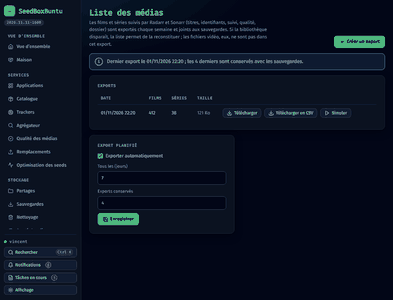 SeedBoxBuntu
VUE D'ENSEMBLE
Vue d'ensemble
Maison
SERVICES
Applications
Catalogue
Trackers
Agrégateur
Qualité des médias
Remplacements
Optimisation des seeds
STOCKAGE
Partages
Sauvegardes
Nettoyage
vincent
Rechercher
Ctrl K
Notifications
Tâches en cours
Affichage
Liste des médias
Les films et séries suivis par Radarr et Sonarr (titres, identifiants, suivi, qualité,
dossier) sont exportés chaque semaine et joints aux sauvegardes. Si la bibliothèque
disparaît, la liste permet de la reconstituer ; les fichiers vidéo, eux, ne sont pas dans
cet export.
Créer un export
Dernier export le 01/11/2026 22:20 ; les 4 derniers sont conservés avec les sauvegardes.
EXPORTS
DATE FILMS SÉRIES TAILLE
01/11/2026 22:20 412 36 121 Ko Télécharger Télécharger en CSV Simuler
EXPORT PLANIFIÉ
Exporter automatiquement
Tous les (jours)
7
Exports conservés
4
Enregistrer